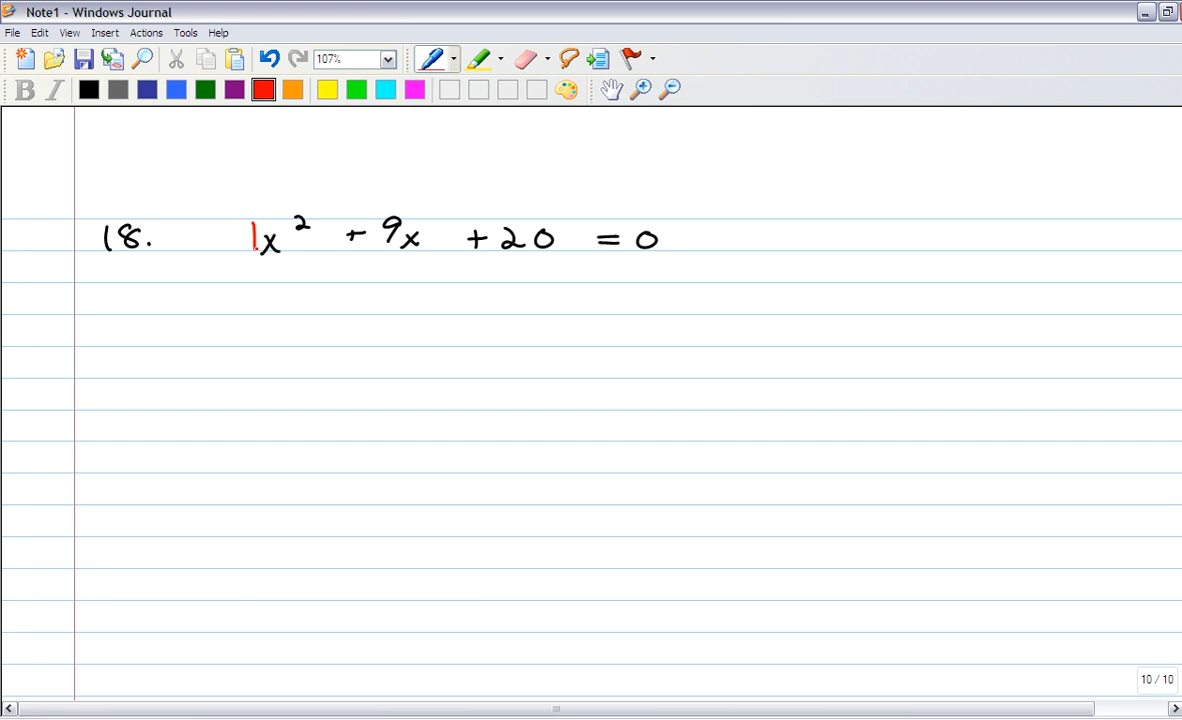 Note1 - Windows Journal
File Edit View Insert Actions Tools Help
107%
B I
18. 1x² + 9x + 20 = 0
10 / 10